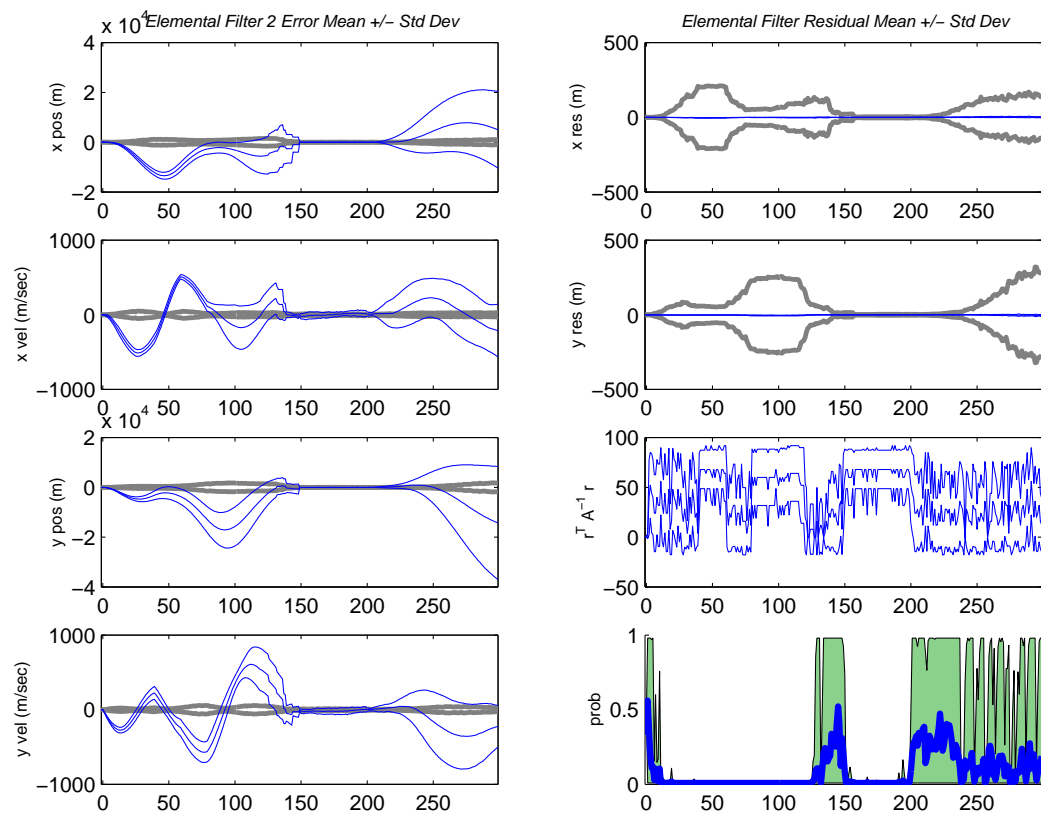 x 10⁴ Elemental Filter 2 Error Mean +/− Std Dev
4
2
0
−2
x pos (m)
0 50 100 150 200 250
1000
0
−1000
x vel (m/sec)
0 50 100 150 200 250
x 10⁴
2
0
−2
−4
y pos (m)
0 50 100 150 200 250
1000
0
−1000
y vel (m/sec)
0 50 100 150 200 250
Elemental Filter Residual Mean +/− Std Dev
500
0
−500
x res (m)
0 50 100 150 200 250
500
0
−500
y res (m)
0 50 100 150 200 250
100
50
0
−50
rᵀ A⁻¹ r
0 50 100 150 200 250
1
0.5
0
prob
0 50 100 150 200 250